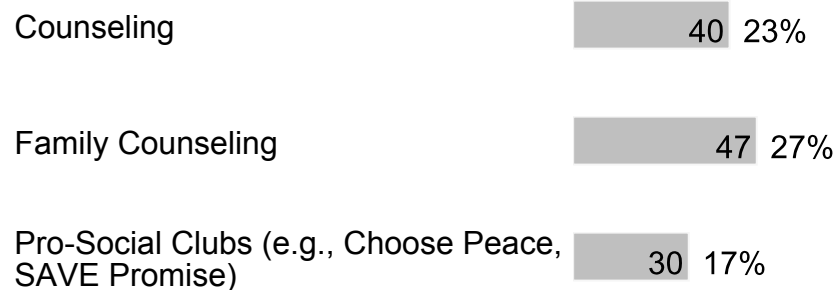 Counseling 40 23%
Family Counseling 47 27%
Pro-Social Clubs (e.g., Choose Peace,
SAVE Promise) 30 17%